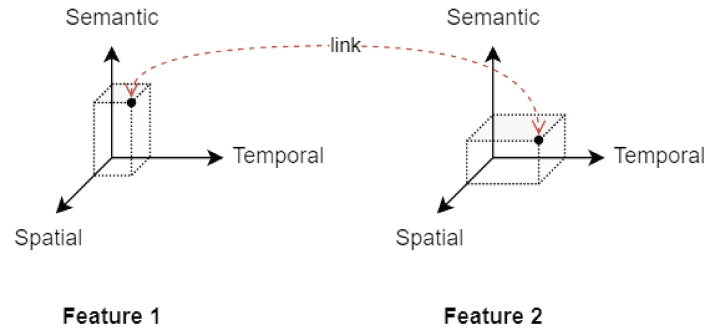 Semantic
Semantic
link
Temporal
Temporal
Spatial
Spatial
Feature 1
Feature 2